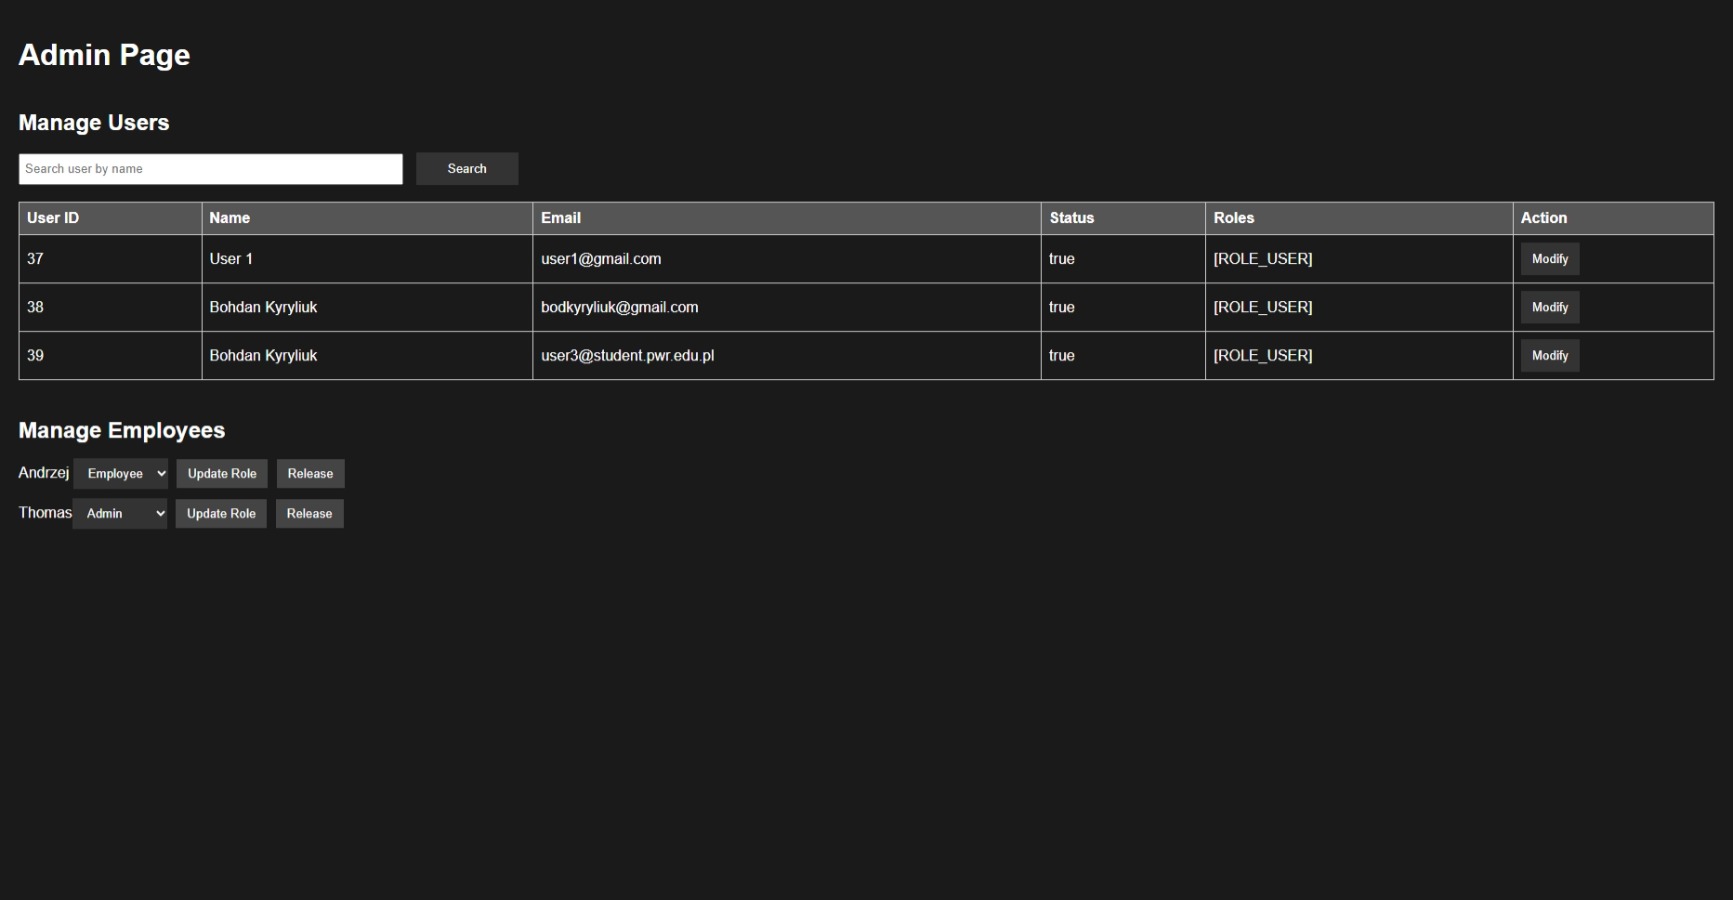 Admin Page
Manage Users
Search user by name Search
User ID Name Email Status Roles Action
37 User 1 user1@gmail.com true [ROLE_USER] Modify
38 Bohdan Kyryliuk bodkyryliuk@gmail.com true [ROLE_USER] Modify
39 Bohdan Kyryliuk user3@student.pwr.edu.pl true [ROLE_USER] Modify
Manage Employees
Andrzej Employee Update Role Release
Thomas Admin Update Role Release